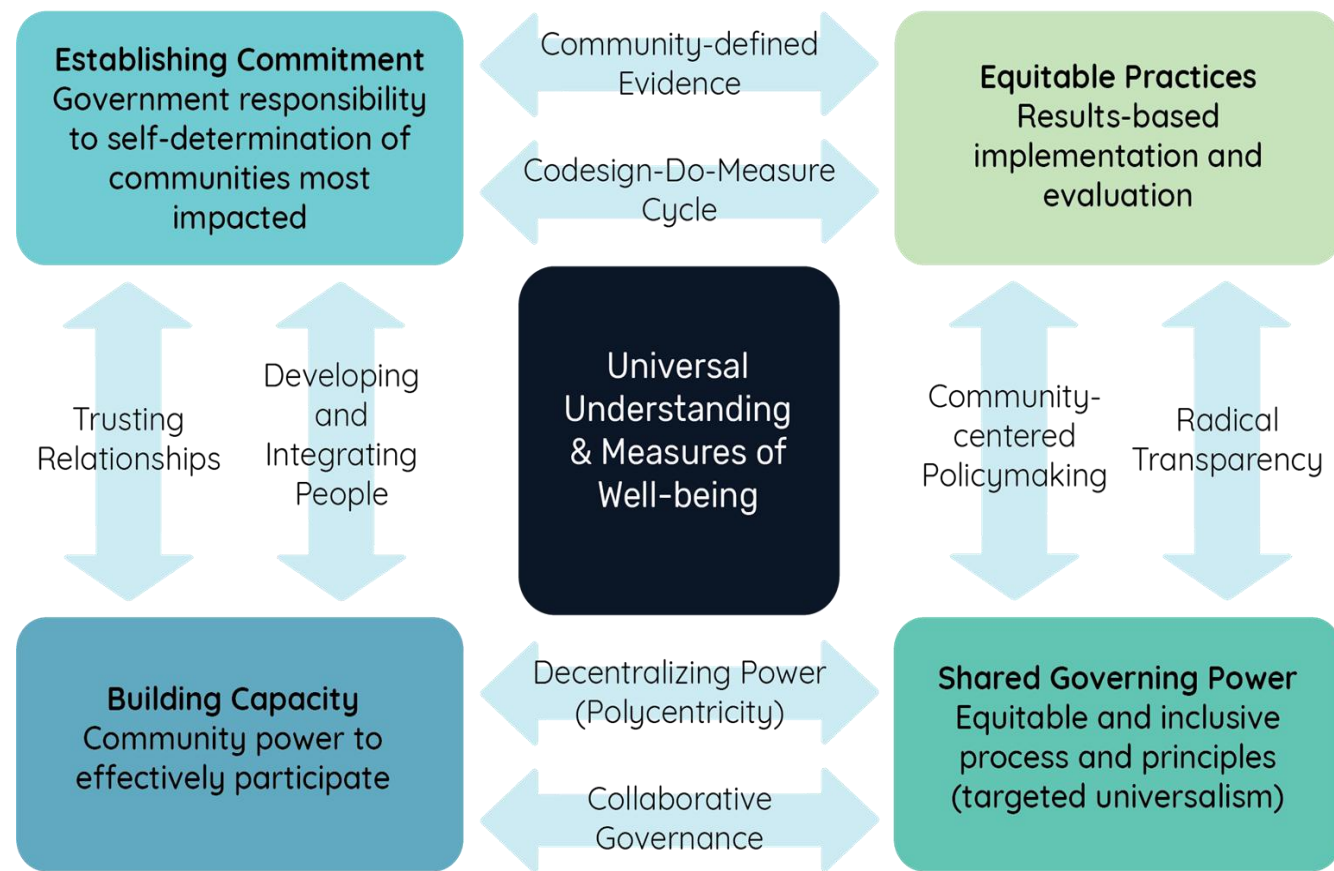 Establishing Commitment
Government responsibility
to self-determination of
communities most
impacted
Community-defined
Evidence
Codesign-Do-Measure
Cycle
Equitable Practices
Results-based
implementation and
evaluation
Trusting
Relationships
Developing
and
Integrating
People
Universal
Understanding
& Measures of
Well-being
Community-
centered
Policymaking
Radical
Transparency
Building Capacity
Community power to
effectively participate
Decentralizing Power
(Polycentricity)
Collaborative
Governance
Shared Governing Power
Equitable and inclusive
process and principles
(targeted universalism)